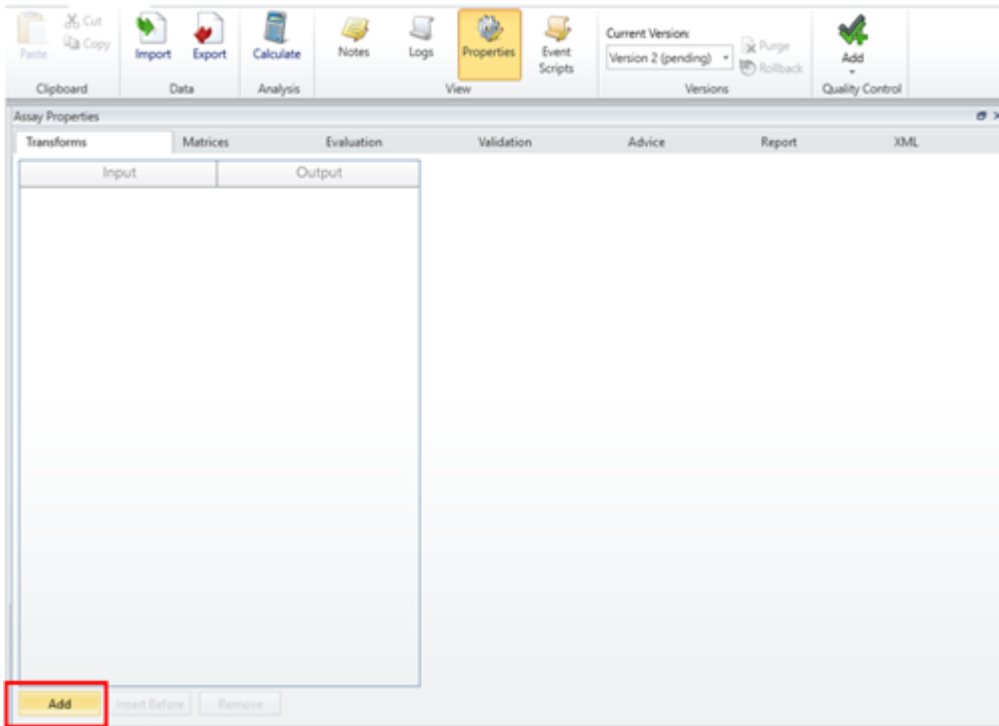 Paste
Cut
Copy
Clipboard
Import
Export
Data
Calculate
Analysis
Notes
Logs
Properties
Event
Scripts
View
Current Version:
Version 2 (pending)
Purge
Rollback
Versions
Add
Quality Control
Assay Properties
Transforms Matrices Evaluation Validation Advice Report XML
Input Output
Add Insert Before Remove